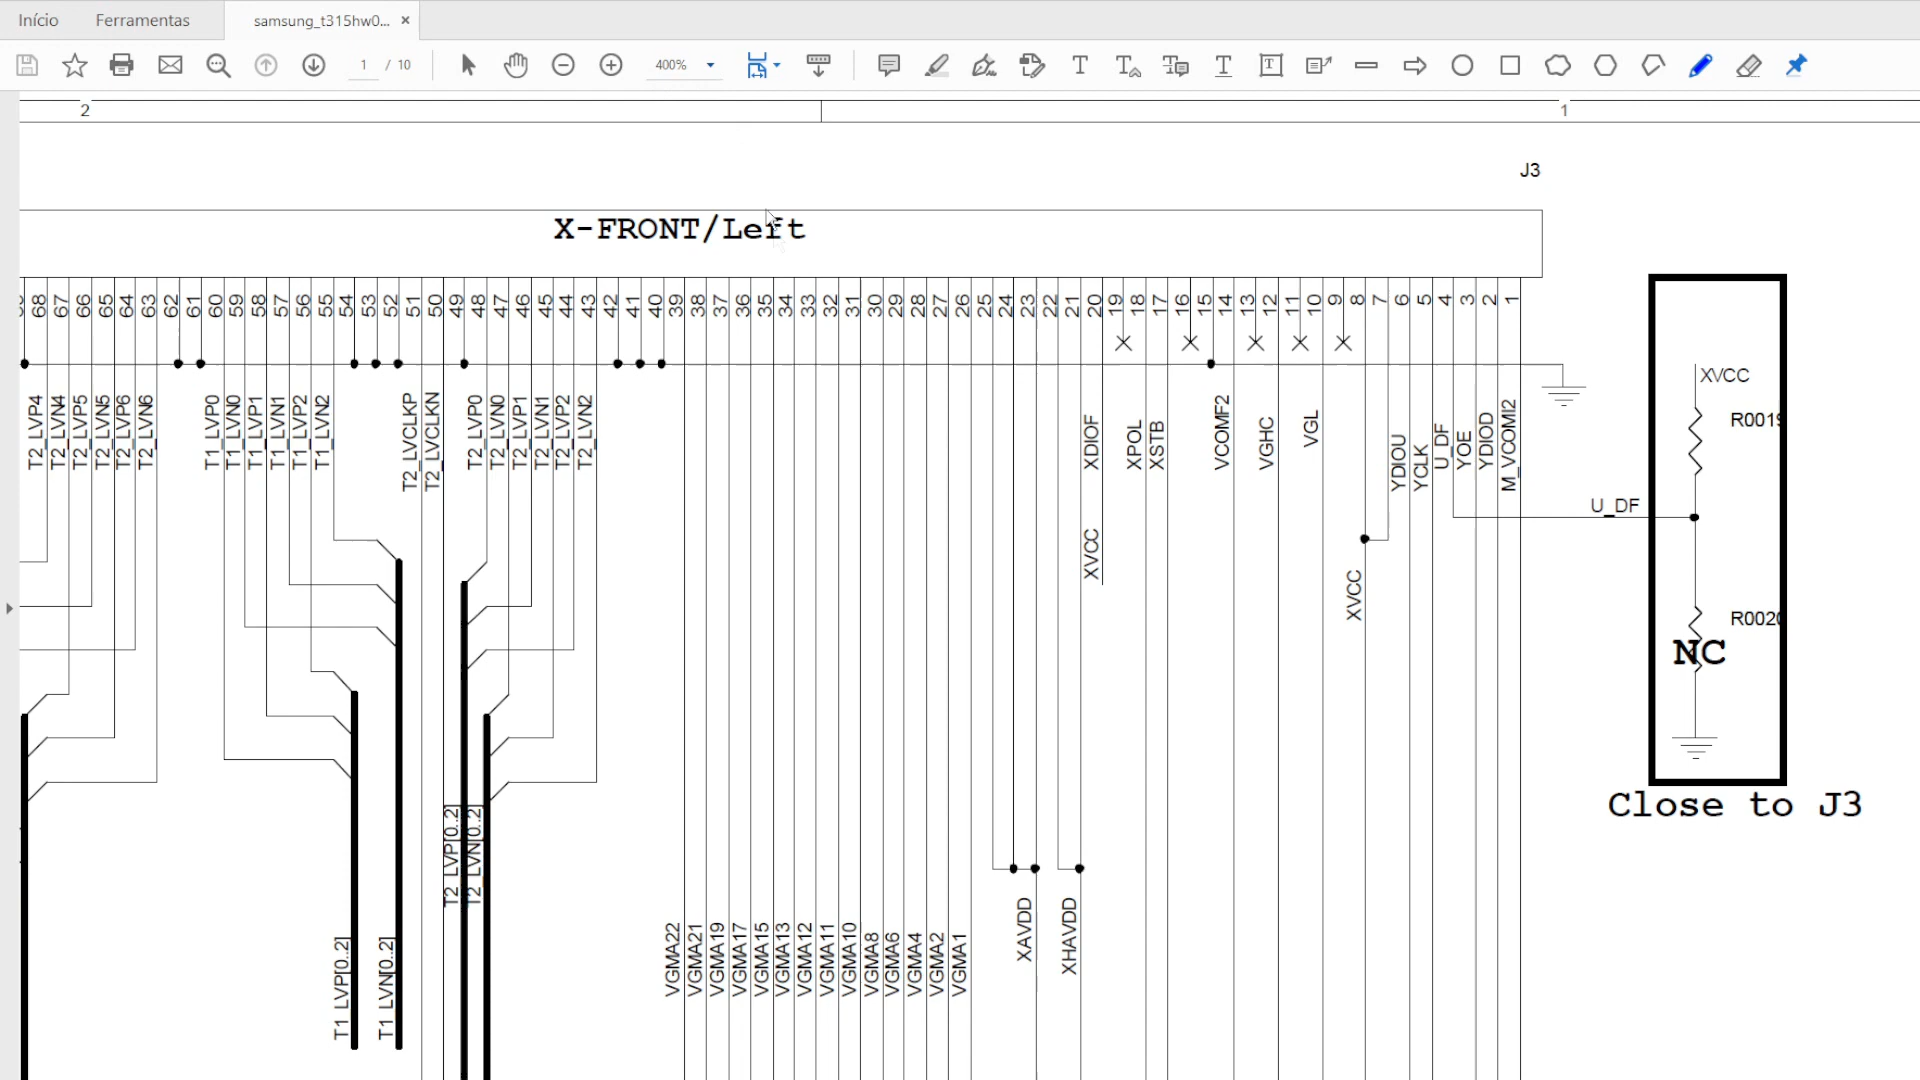 Início Ferramentas samsung_t315hw0... ×
1 / 10 400%
2 1
J3
X-FRONT/Left
68 67 66 65 64 63 62 61 60 59 58 57 56 55 54 53 52 51 50 49 48 47 46 45 44 43 42 41 40 39 38 37 36 35 34 33 32 31 30 29 28 27 26 25 24 23 22 21 20 19 18 17 16 15 14 13 12 11 10 9 8 7 6 5 4 3 2 1
T2_LVP4
T2_LVN4
T2_LVP5
T2_LVN5
T2_LVP6
T2_LVN6
T1_LVP0
T1_LVN0
T1_LVP1
T1_LVN1
T1_LVP2
T1_LVN2
T2_LVCLKP
T2_LVCLKN
T2_LVP0
T2_LVN0
T2_LVP1
T2_LVN1
T2_LVP2
T2_LVN2
XDIOF
XPOL
XSTB
VCOMF2
VGHC
VGL
YDIOU
YCLK
U_DF
YOE
YDIOD
M_VCOMI2
XVCC
R0019
U_DF
XVCC
XVCC
R0020
NC
Close to J3
T2_LVP[0..2]
T2_LVN[0..2]
T1_LVP[0..2]
T1_LVN[0..2]
VGMA22
VGMA21
VGMA19
VGMA17
VGMA15
VGMA13
VGMA12
VGMA11
VGMA10
VGMA8
VGMA6
VGMA4
VGMA2
VGMA1
XAVDD
XHAVDD